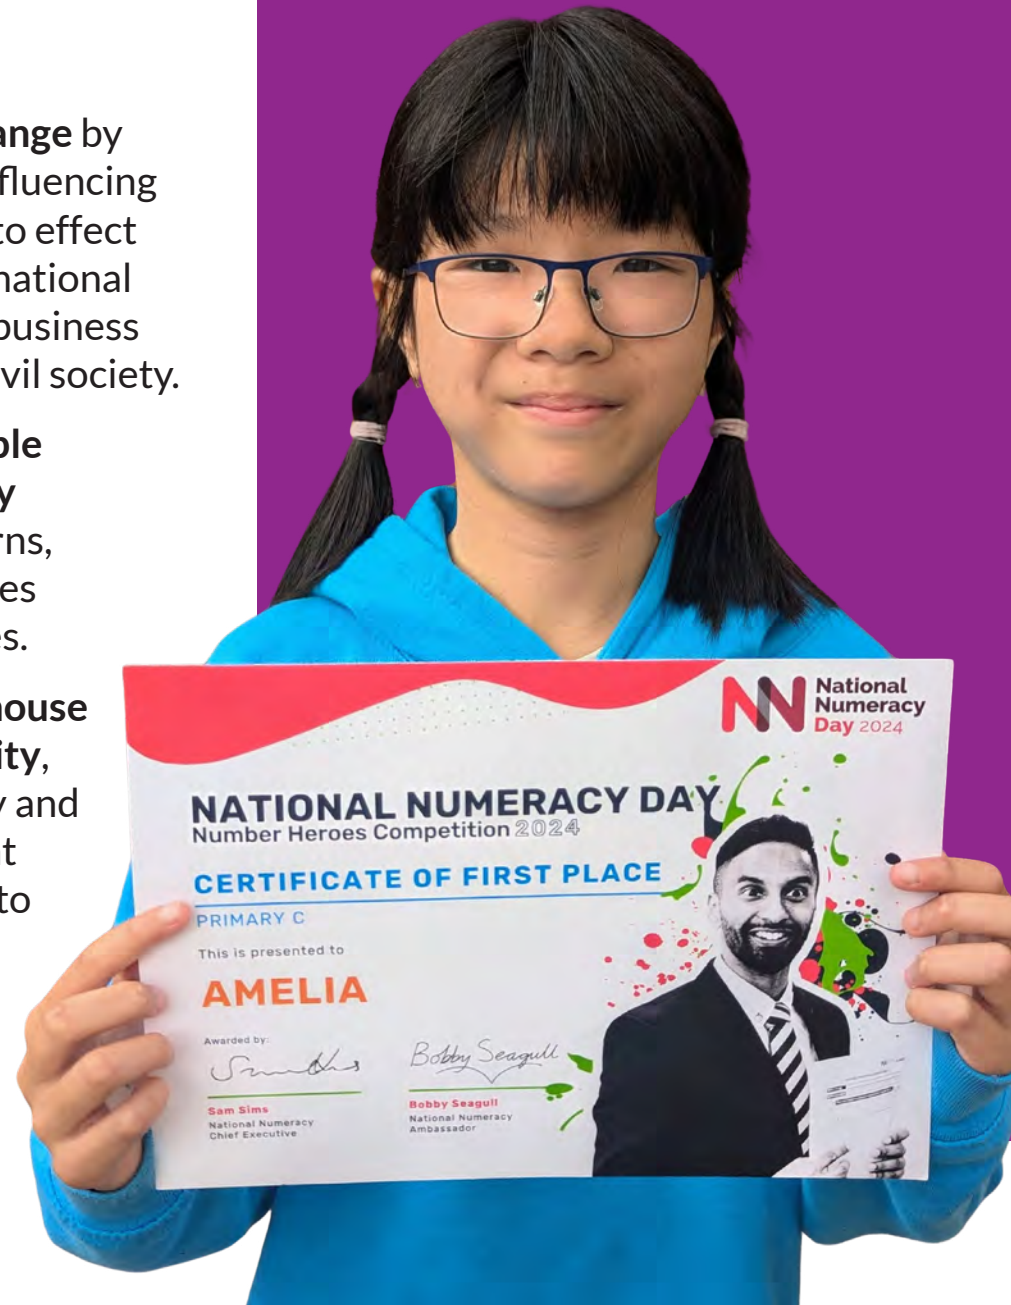 ange by
fluencing
to effect
national
business
vil society.
ple
y
rns,
es
es.
house
ity,
y and
t
to
National
Numeracy
Day 2024
NATIONAL NUMERACY DAY
Number Heroes Competition 2024
CERTIFICATE OF FIRST PLACE
PRIMARY C
This is presented to
AMELIA
Awarded by:
Bobby Seagull
Sam Sims
National Numeracy
Chief Executive
Bobby Seagull
National Numeracy
Ambassador